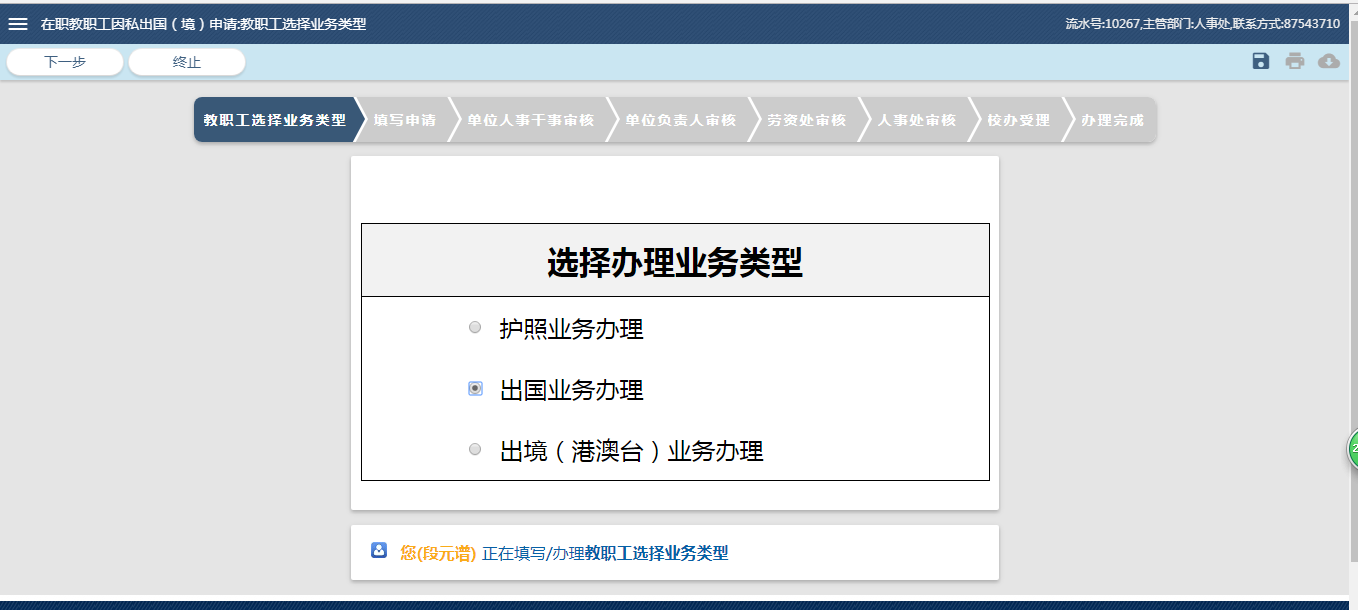 在职教职工因私出国（境）申请:教职工选择业务类型
流水号:10267,主管部门:人事处,联系方式:87543710
下一步
终止
教职工选择业务类型
填写申请
单位人事干事审核
单位负责人审核
劳资处审核
人事处审核
校办受理
办理完成
选择办理业务类型
护照业务办理
出国业务办理
出境（港澳台）业务办理
您(段元谱) 正在填写/办理教职工选择业务类型